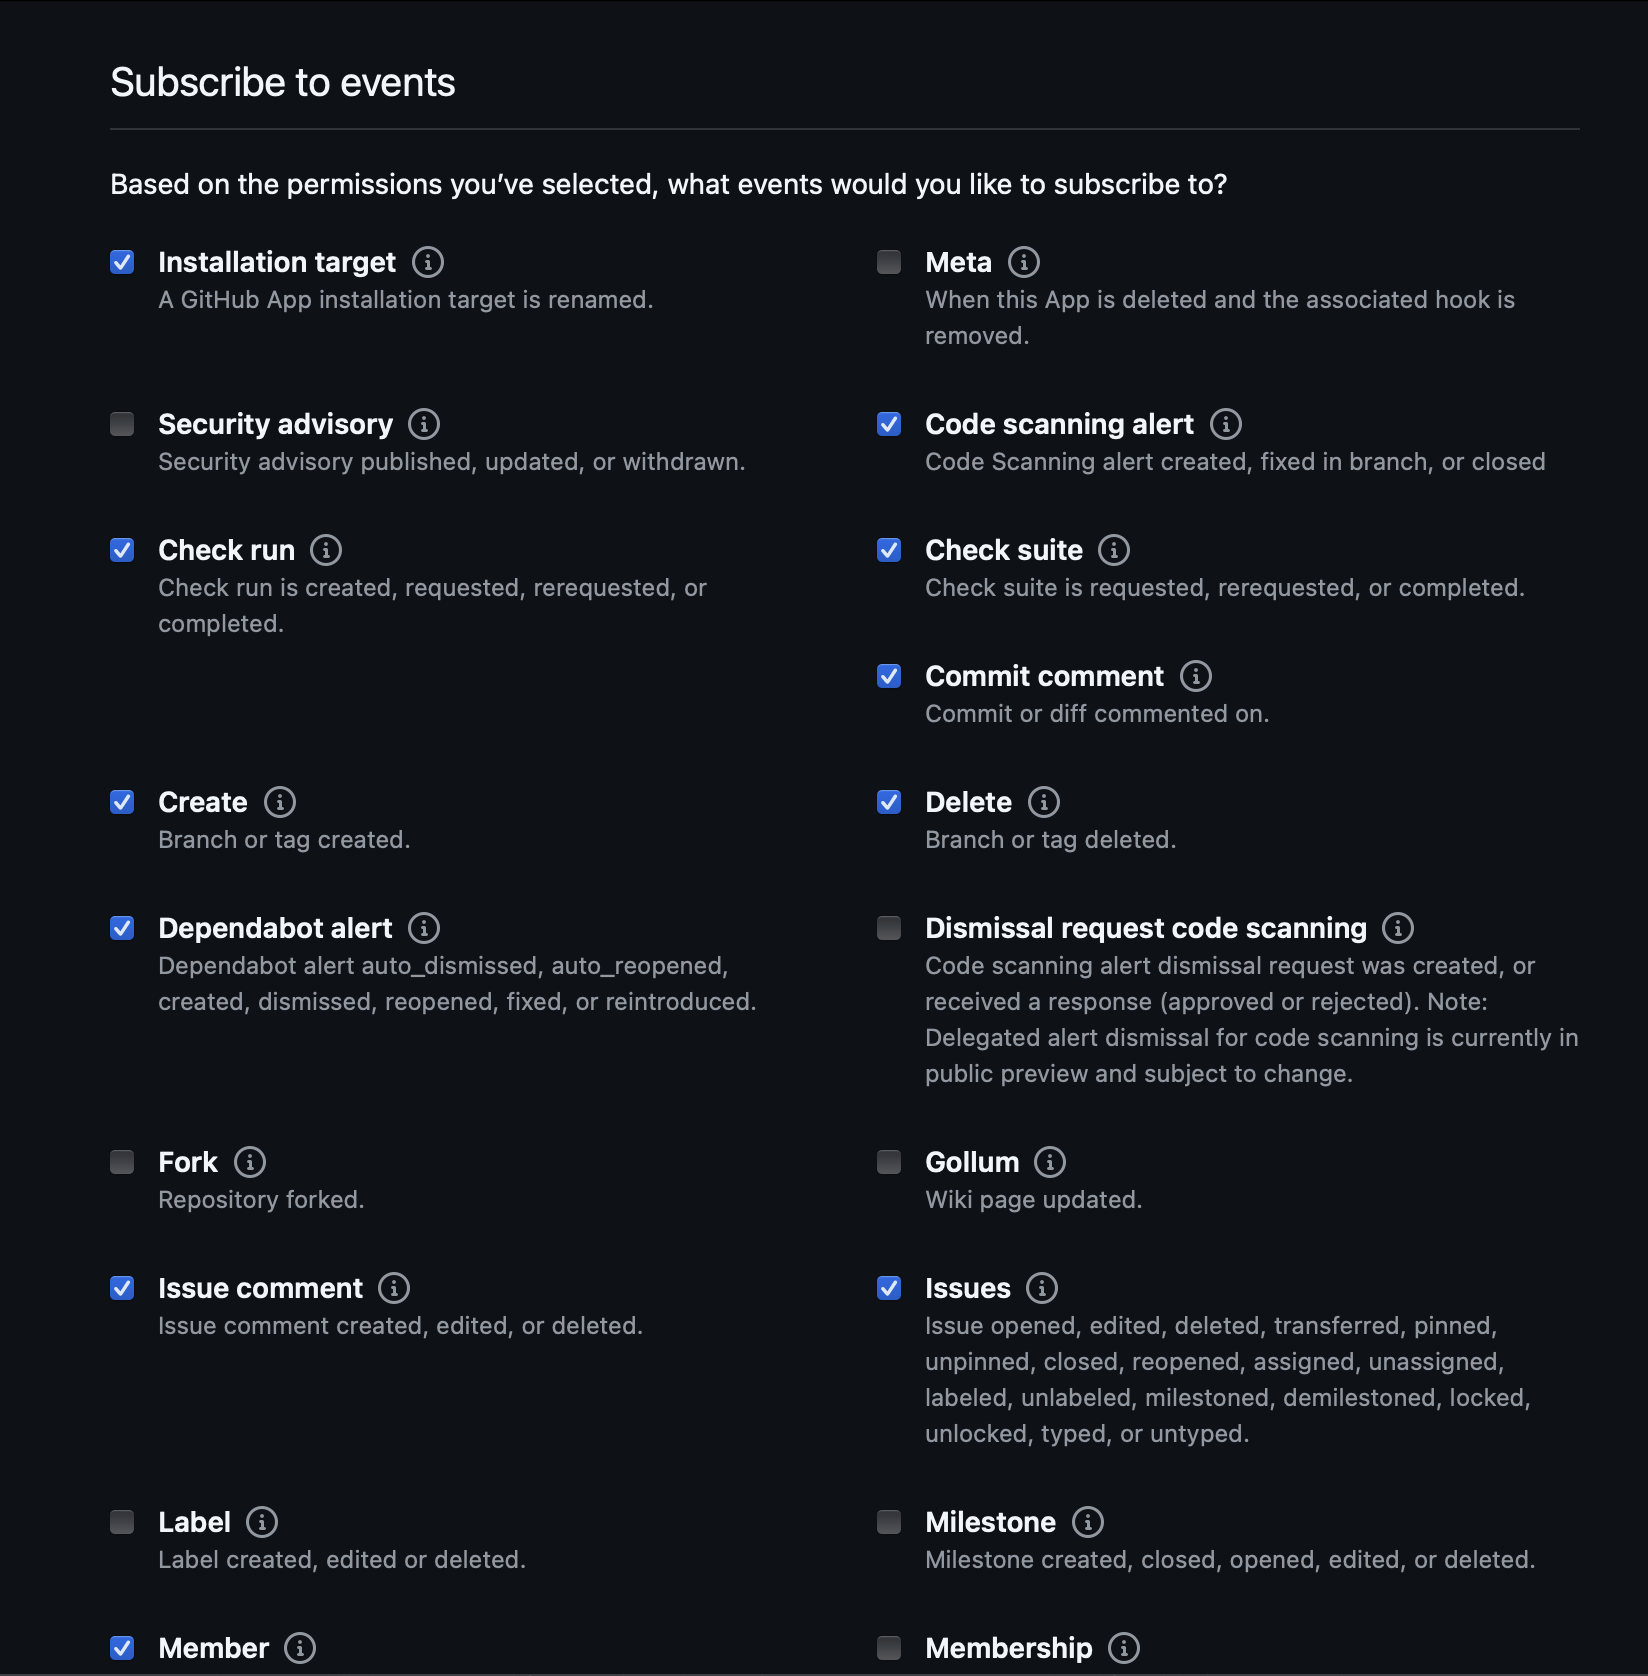 Subscribe to events
Based on the permissions you’ve selected, what events would you like to subscribe to?
Installation target
A GitHub App installation target is renamed.
Meta
When this App is deleted and the associated hook is
removed.
Security advisory
Security advisory published, updated, or withdrawn.
Code scanning alert
Code Scanning alert created, fixed in branch, or closed
Check run
Check run is created, requested, rerequested, or
completed.
Check suite
Check suite is requested, rerequested, or completed.
Commit comment
Commit or diff commented on.
Create
Branch or tag created.
Delete
Branch or tag deleted.
Dependabot alert
Dependabot alert auto_dismissed, auto_reopened,
created, dismissed, reopened, fixed, or reintroduced.
Dismissal request code scanning
Code scanning alert dismissal request was created, or
received a response (approved or rejected). Note:
Delegated alert dismissal for code scanning is currently in
public preview and subject to change.
Fork
Repository forked.
Gollum
Wiki page updated.
Issue comment
Issue comment created, edited, or deleted.
Issues
Issue opened, edited, deleted, transferred, pinned,
unpinned, closed, reopened, assigned, unassigned,
labeled, unlabeled, milestoned, demilestoned, locked,
unlocked, typed, or untyped.
Label
Label created, edited or deleted.
Milestone
Milestone created, closed, opened, edited, or deleted.
Member
Membership